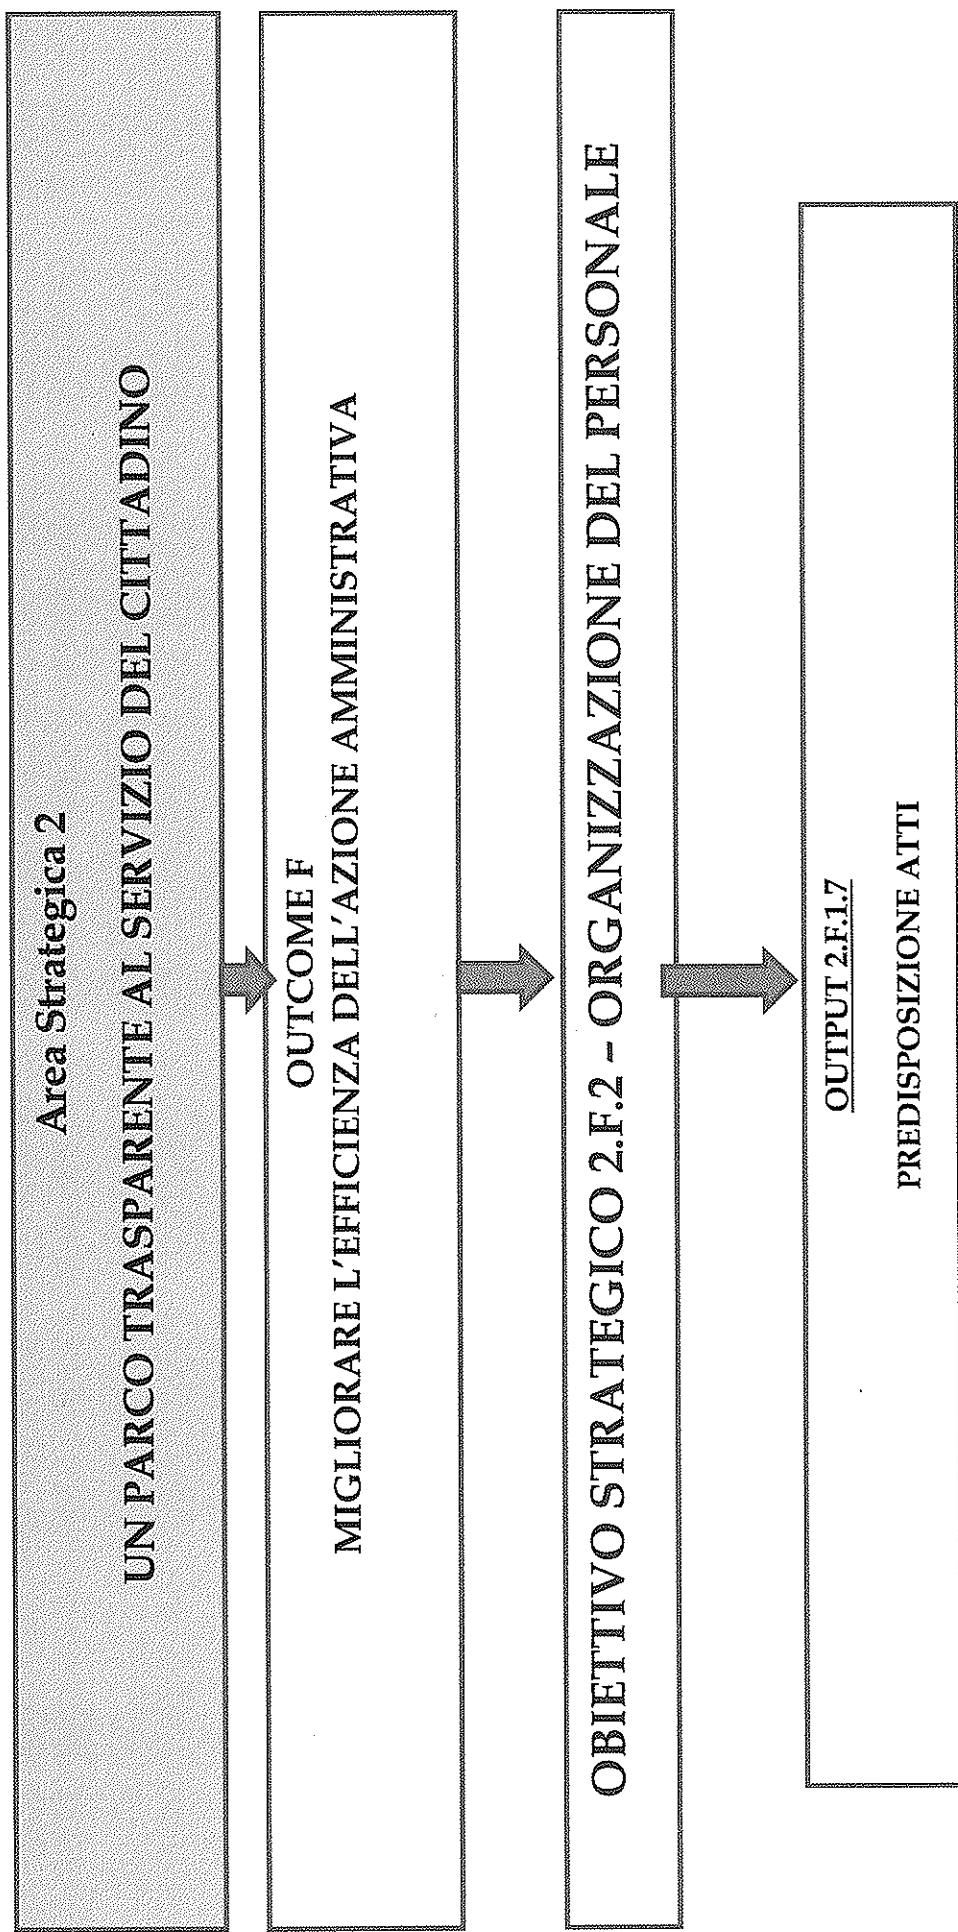 Area Strategica 2
UN PARCO TRASPARENTE AL SERVIZIO DEL CITTADINO
OUTCOME F
MIGLIORARE L'EFFICIENZA DELL'AZIONE AMMINISTRATIVA
OBIETTIVO STRATEGICO 2.F.2 – ORGANIZZAZIONE DEL PERSONALE
OUTPUT 2.F.1.7
PREDISPOSIZIONE ATTI